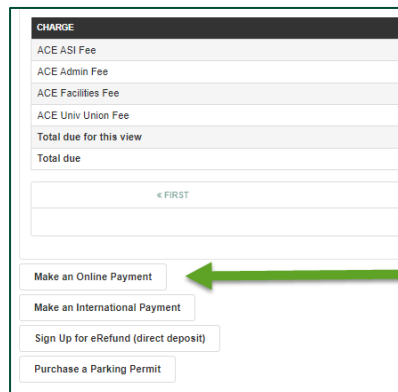 CHARGE
ACE ASI Fee
ACE Admin Fee
ACE Facilities Fee
ACE Univ Union Fee
Total due for this view
Total due
« FIRST
Make an Online Payment
Make an International Payment
Sign Up for eRefund (direct deposit)
Purchase a Parking Permit